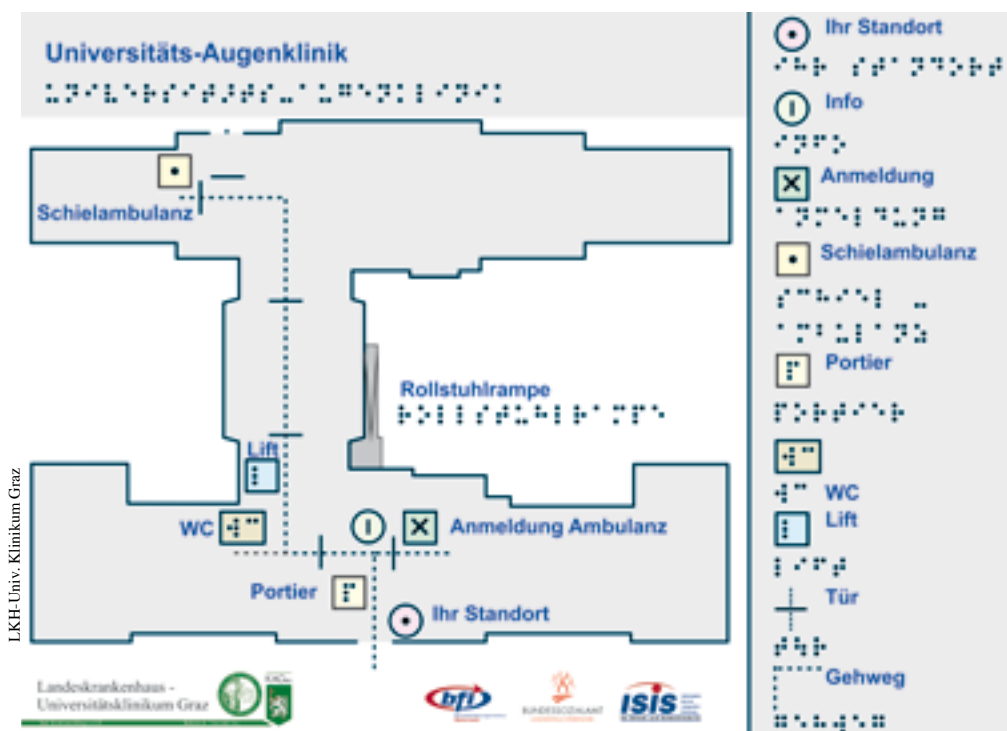 Universitäts-Augenklinik
⠥⠝⠊⠧⠑⠗⠎⠊⠞⠜⠞⠎⠤⠁⠥⠛⠑⠝⠅⠇⠊⠝⠊⠅
Schielambulanz
Rollstuhlrampe
⠗⠕⠇⠇⠎⠞⠥⠓⠇⠗⠁⠍⠏⠑
Lift
WC
Anmeldung Ambulanz
Portier
Ihr Standort
LKH-Univ. Klinikum Graz
Landeskrankenhaus -
Universitätsklinikum Graz
bfi
BUNDESSOZIALAMT
ISIS
Ihr Standort
⠊⠓⠗ ⠎⠞⠁⠝⠙⠕⠗⠞
Info
⠊⠝⠋⠕
Anmeldung
⠁⠝⠍⠑⠇⠙⠥⠝⠛
Schielambulanz
⠎⠉⠓⠊⠑⠇ ⠤
⠁⠍⠃⠥⠇⠁⠝⠵
Portier
⠏⠕⠗⠞⠊⠑⠗
⠺⠉
WC
Lift
⠇⠊⠋⠞
Tür
⠞⠳⠗
Gehweg
⠛⠑⠓⠺⠑⠛